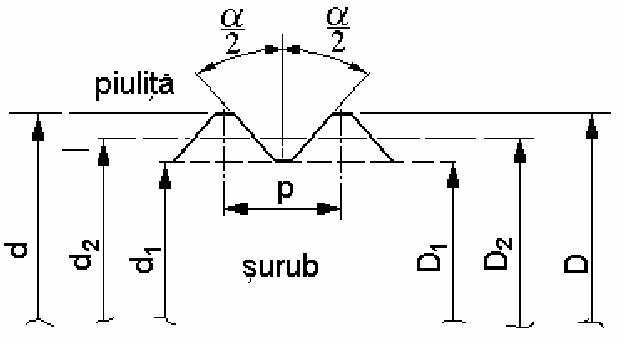 α/2 α/2
piuliță
p
d d₂ d₁ șurub D₁ D₂ D